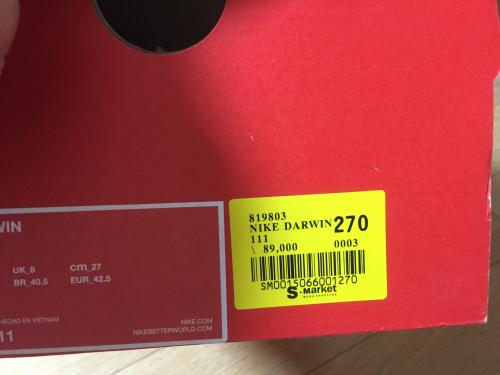 WIN
UK_8 cm_27
BR_40.5 EUR_42.5
HECHO EN VIETNAM
NIKE.COM
11 NIKEBETTERWORLD.COM
819803
NIKE DARWIN 270
111
\ 89,000 0003
SM0015066001270
S-Market